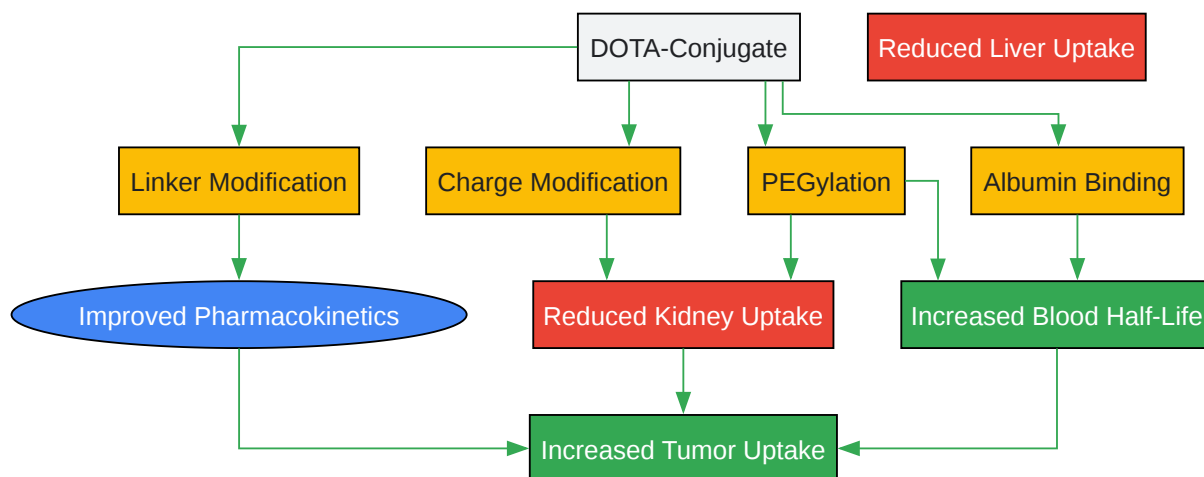 DOTA-Conjugate
Reduced Liver Uptake
Linker Modification
Charge Modification
PEGylation
Albumin Binding
Improved Pharmacokinetics
Reduced Kidney Uptake
Increased Blood Half-Life
Increased Tumor Uptake